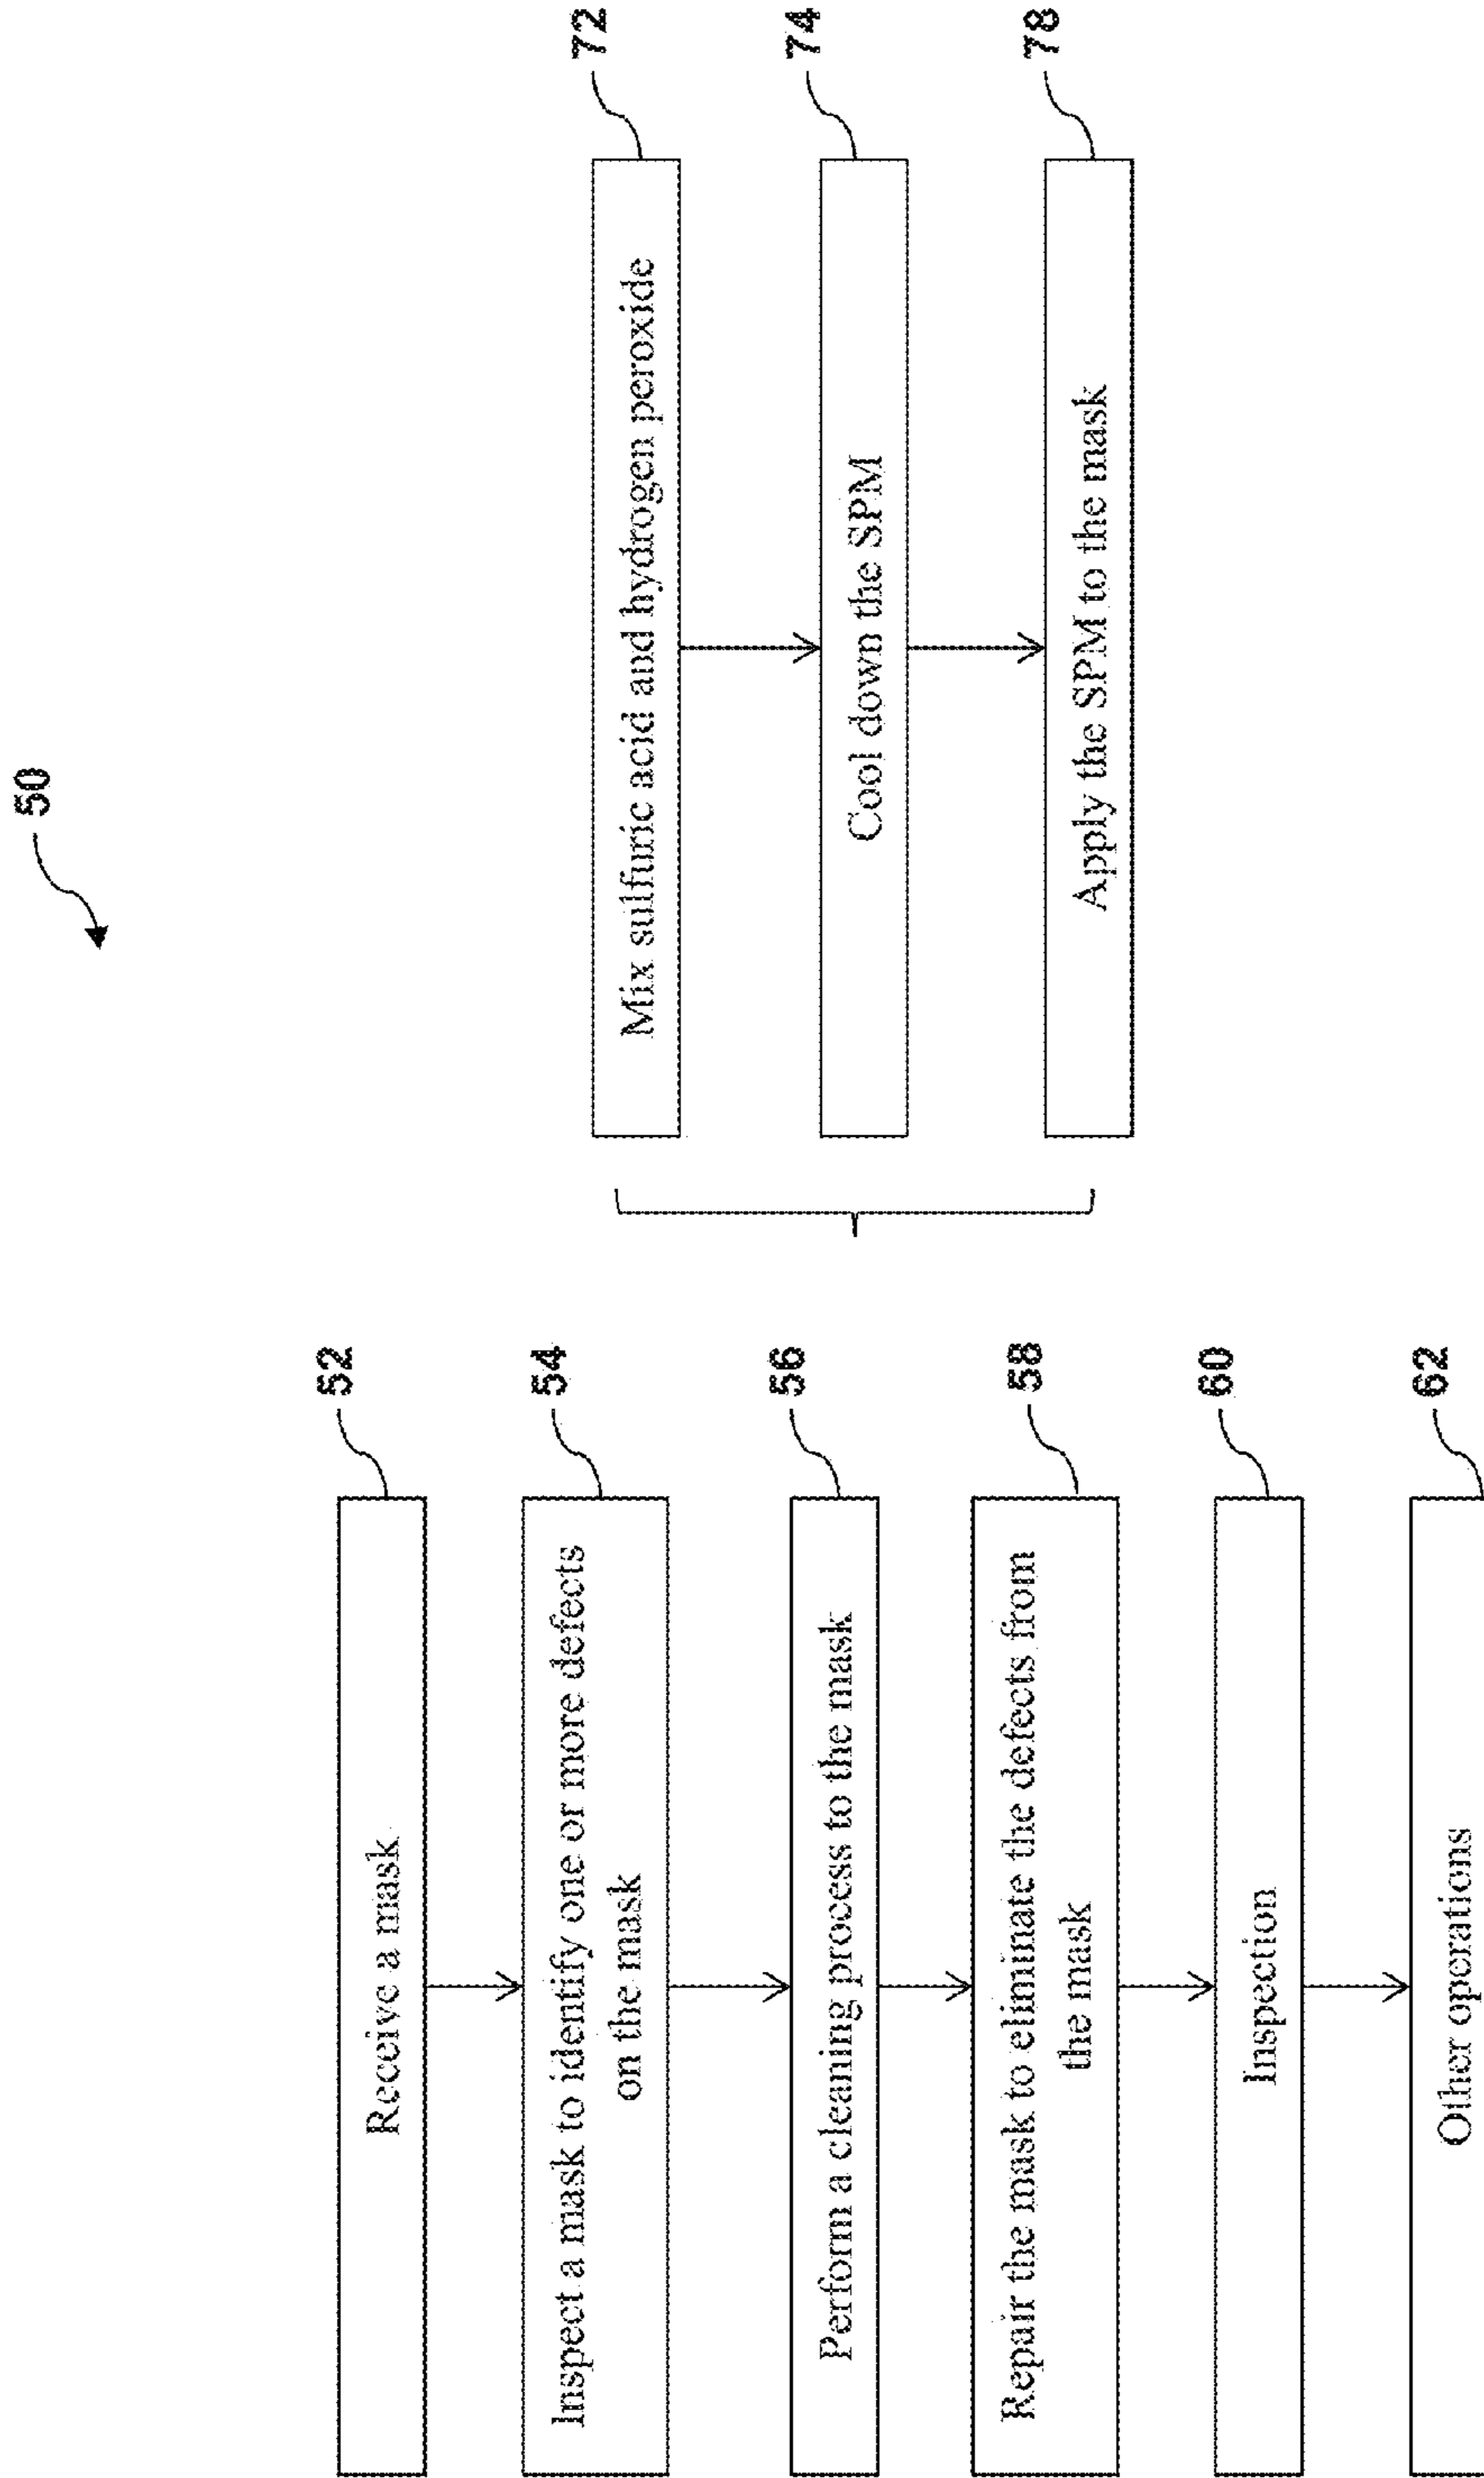 50
Receive a mask
52
Inspect a mask to identify one or more defects
on the mask
54
Perform a cleaning process to the mask
56
Repair the mask to eliminate the defects from
the mask
58
Inspection
60
Other operations
62
Mix sulfuric acid and hydrogen peroxide
72
Cool down the SPM
74
Apply the SPM to the mask
78